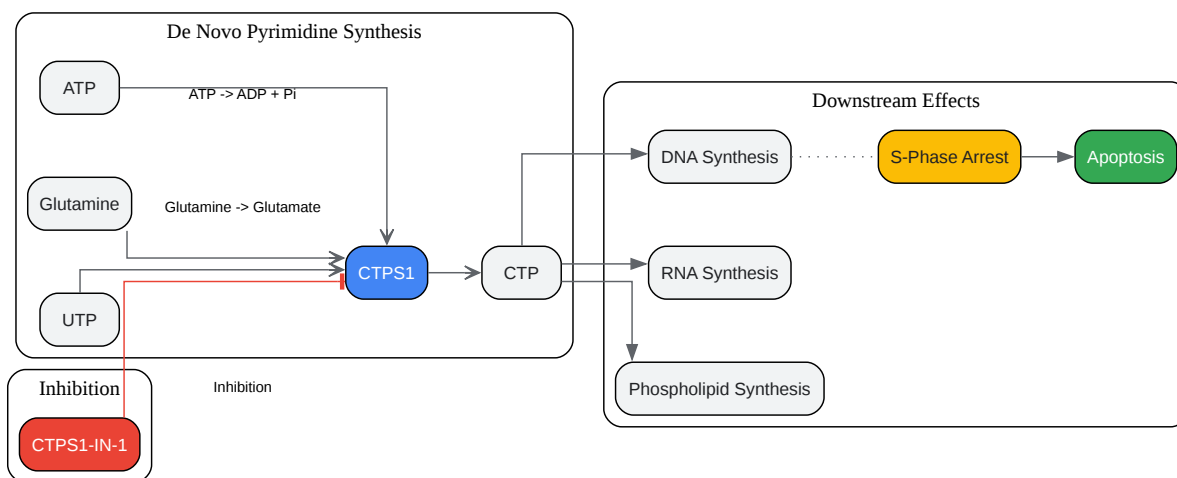 De Novo Pyrimidine Synthesis
ATP
ATP -> ADP + Pi
Glutamine
Glutamine -> Glutamate
CTPS1
CTP
UTP
Downstream Effects
DNA Synthesis
S-Phase Arrest
Apoptosis
RNA Synthesis
Phospholipid Synthesis
Inhibition
Inhibition
CTPS1-IN-1